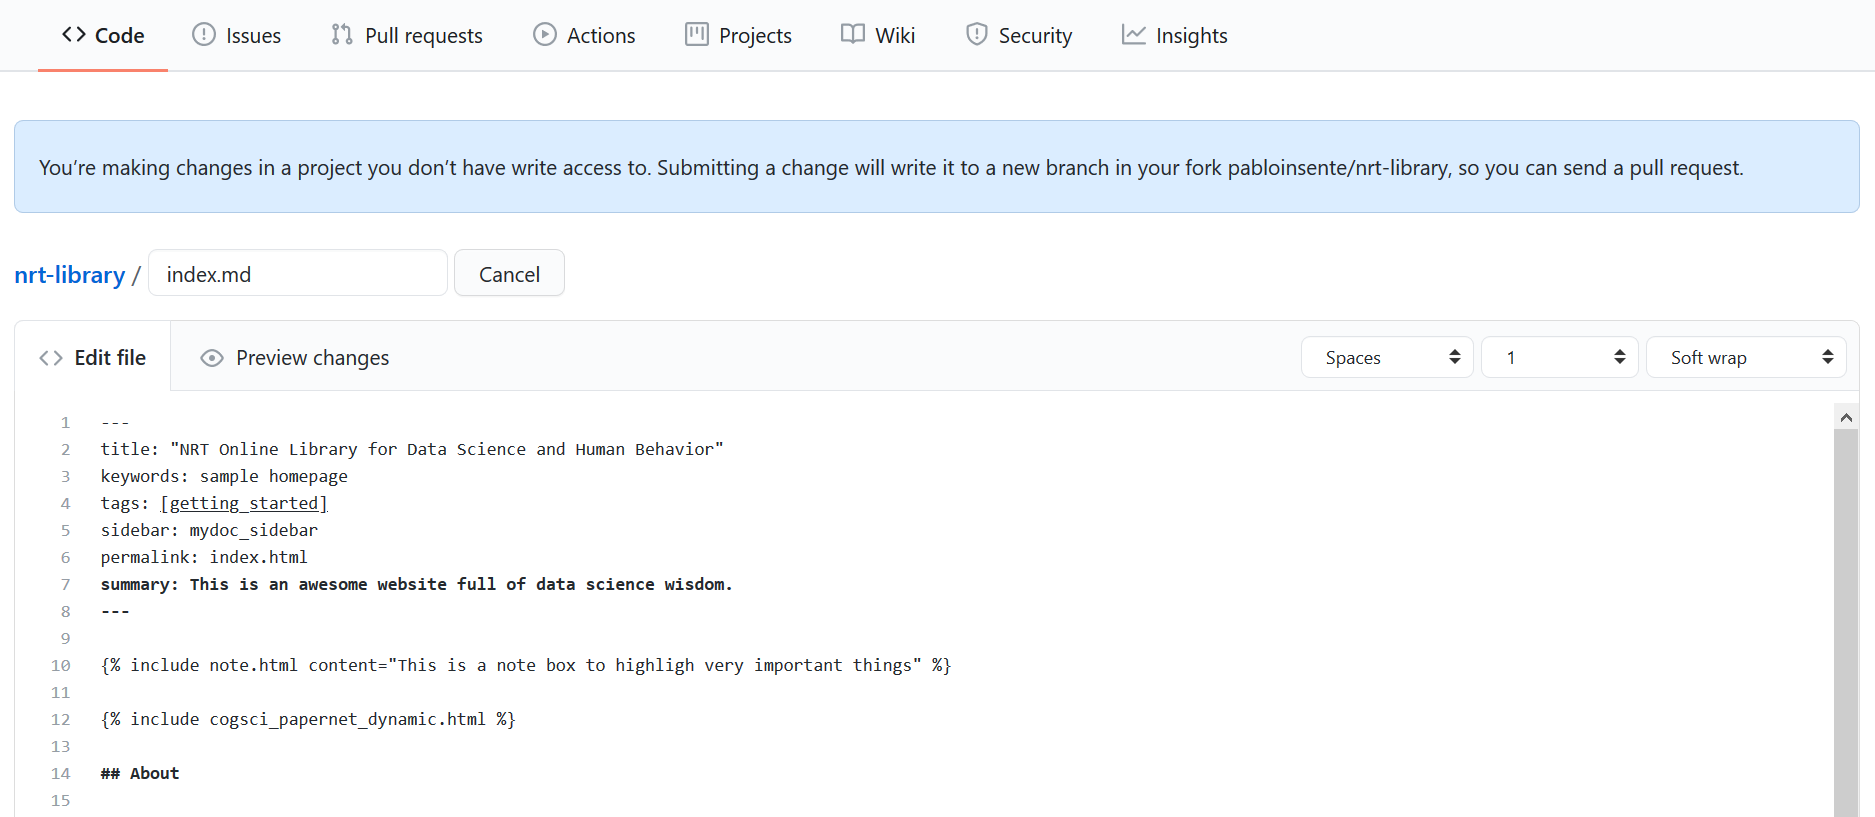 Code Issues Pull requests Actions Projects Wiki Security Insights
You’re making changes in a project you don’t have write access to. Submitting a change will write it to a new branch in your fork pabloinsente/nrt-library, so you can send a pull request.
nrt-library / index.md Cancel
Edit file Preview changes Spaces 1 Soft wrap
1 ---
2 title: "NRT Online Library for Data Science and Human Behavior"
3 keywords: sample homepage
4 tags: [getting_started]
5 sidebar: mydoc_sidebar
6 permalink: index.html
7 summary: This is an awesome website full of data science wisdom.
8 ---
9
10 {% include note.html content="This is a note box to highligh very important things" %}
11
12 {% include cogsci_papernet_dynamic.html %}
13
14 ## About
15